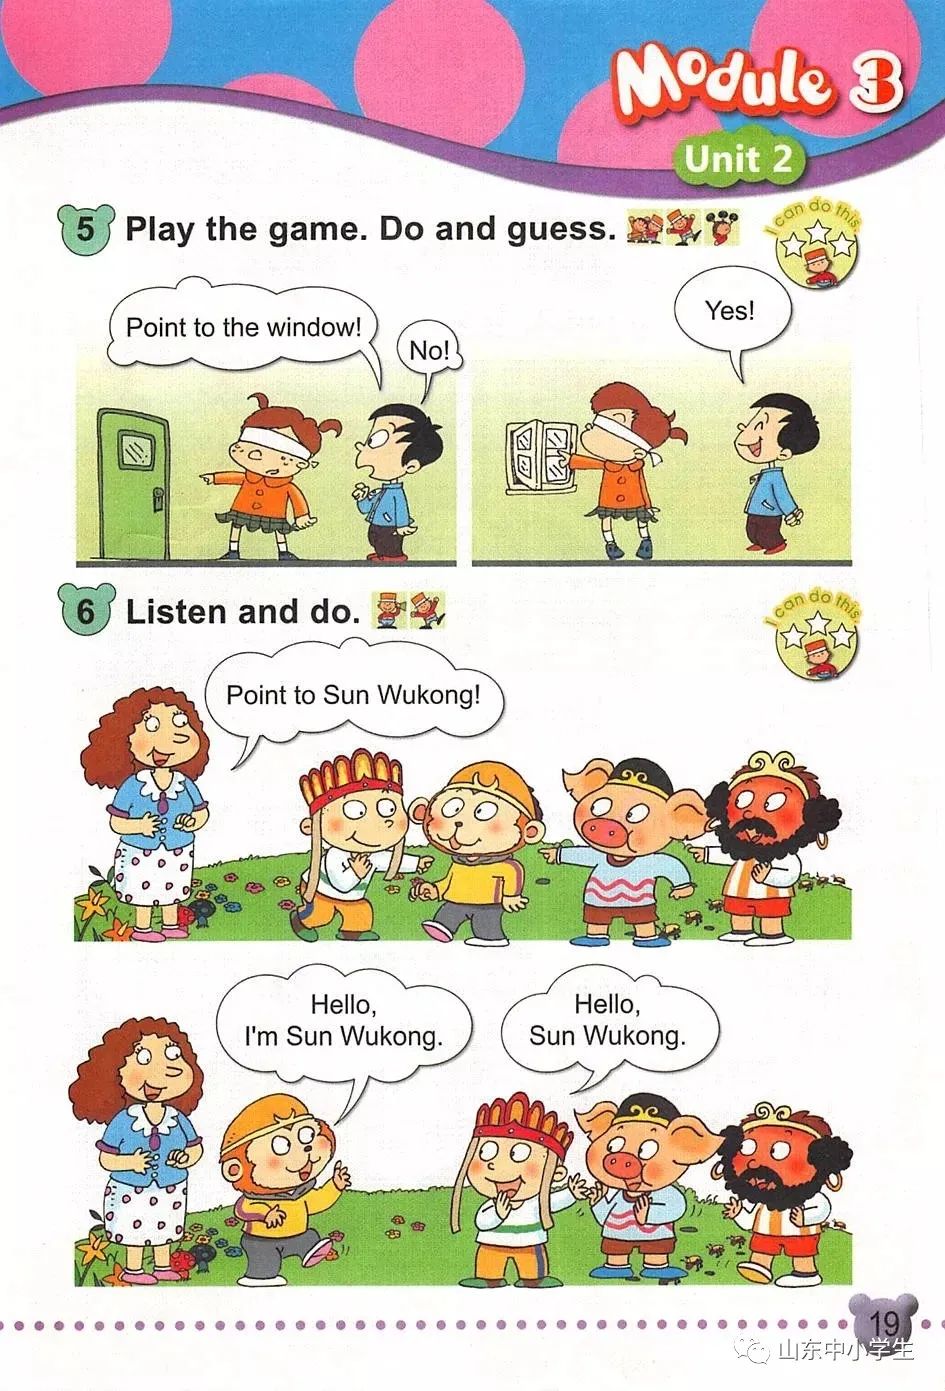 Module 3
Unit 2
5 Play the game. Do and guess.
I can do this.
Point to the window!
No!
Yes!
6 Listen and do.
I can do this.
Point to Sun Wukong!
Hello,
I'm Sun Wukong.
Hello,
Sun Wukong.
19
山东中小学生